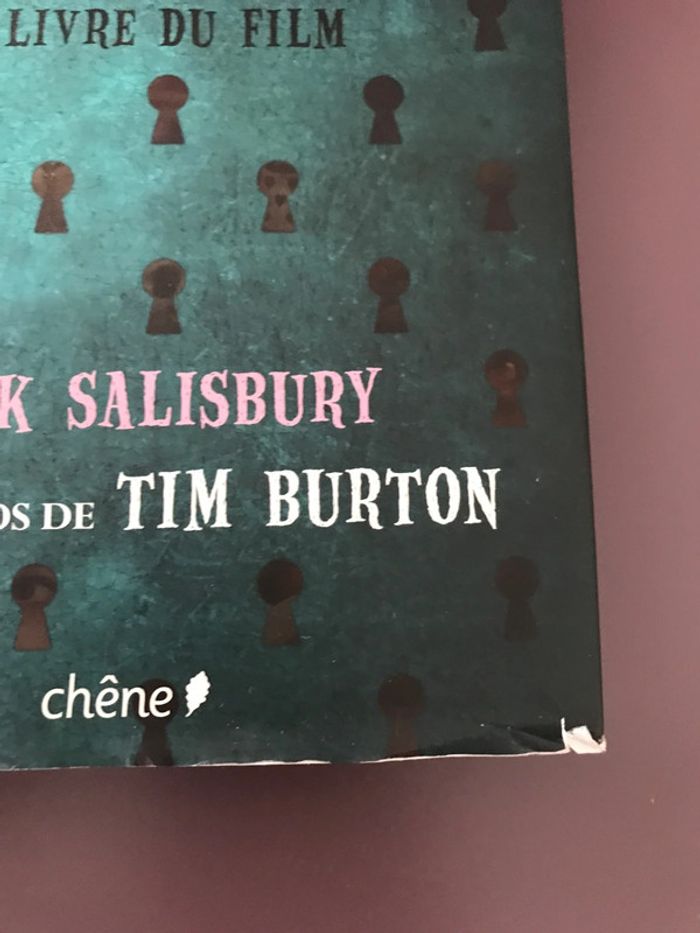 LIVRE DU FILM
K SALISBURY
OS DE TIM BURTON
chêne